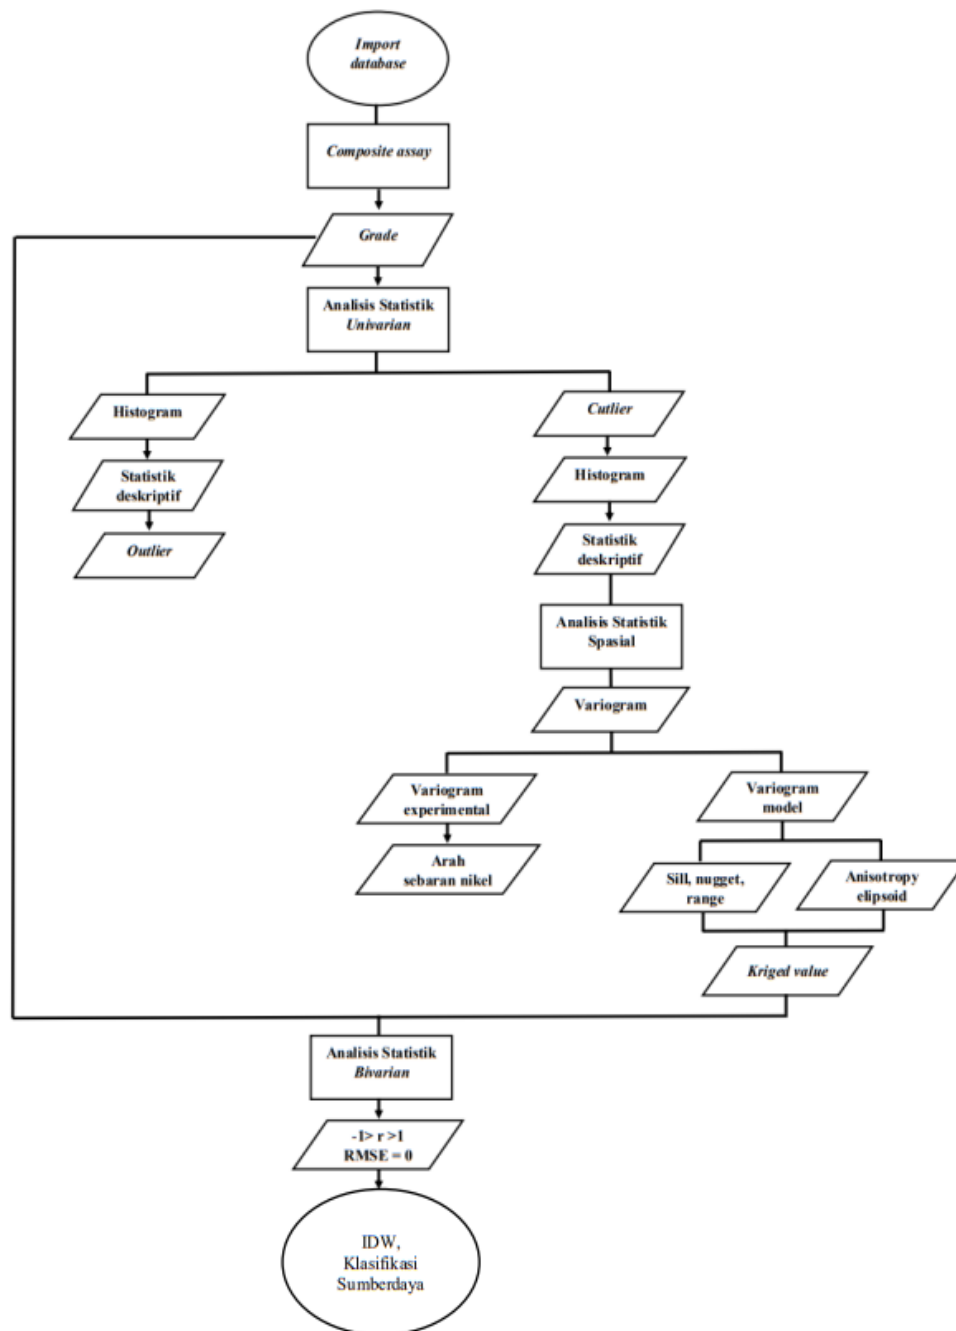 Import
database
Composite assay
Grade
Analisis Statistik
Univarian
Histogram
Statistik
deskriptif
Outlier
Cutlier
Histogram
Statistik
deskriptif
Analisis Statistik
Spasial
Variogram
Variogram
experimental
Arah
sebaran nikel
Variogram
model
Sill, nugget,
range
Anisotropy
elipsoid
Kriged value
Analisis Statistik
Bivarian
-1> r >1
RMSE = 0
IDW,
Klasifikasi
Sumberdaya